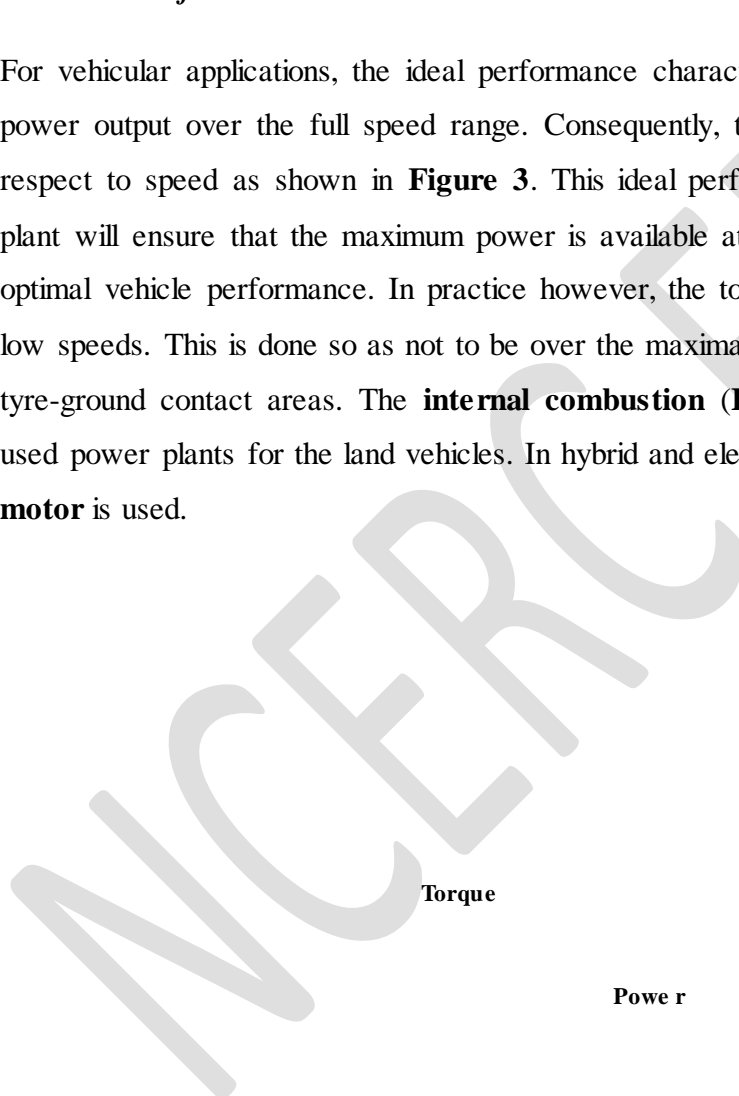 For vehicular applications, the ideal performance charac
power output over the full speed range. Consequently, t
respect to speed as shown in Figure 3. This ideal perf
plant will ensure that the maximum power is available at
optimal vehicle performance. In practice however, the to
low speeds. This is done so as not to be over the maxima
tyre-ground contact areas. The internal combustion (I
used power plants for the land vehicles. In hybrid and ele
motor is used.
NCERC
Torque
Powe r